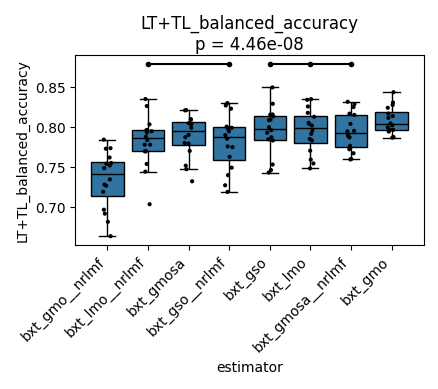 LT+TL_balanced_accuracy
p = 4.46e-08
LT+TL_balanced_accuracy
0.85
0.80
0.75
0.70
bxt_gmo__nrlmf
bxt_lmo__nrlmf
bxt_gmosa
bxt_gso__nrlmf
bxt_gso
bxt_lmo
bxt_gmosa__nrlmf
bxt_gmo
estimator